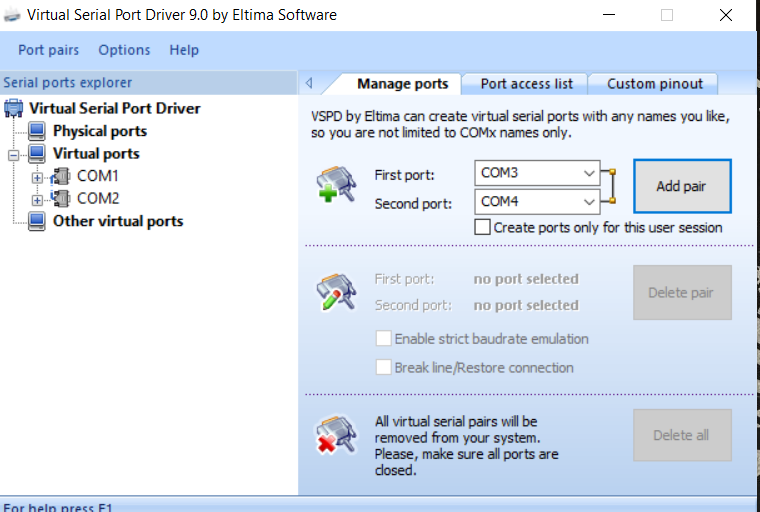 Virtual Serial Port Driver 9.0 by Eltima Software
Port pairs Options Help
Serial ports explorer
Virtual Serial Port Driver
Physical ports
Virtual ports
COM1
COM2
Other virtual ports
Manage ports Port access list Custom pinout
VSPD by Eltima can create virtual serial ports with any names you like,
so you are not limited to COMx names only.
First port: COM3
Second port: COM4
Add pair
Create ports only for this user session
First port: no port selected
Second port: no port selected
Delete pair
Enable strict baudrate emulation
Break line/Restore connection
All virtual serial pairs will be
removed from your system.
Please, make sure all ports are
closed.
Delete all
For help press F1